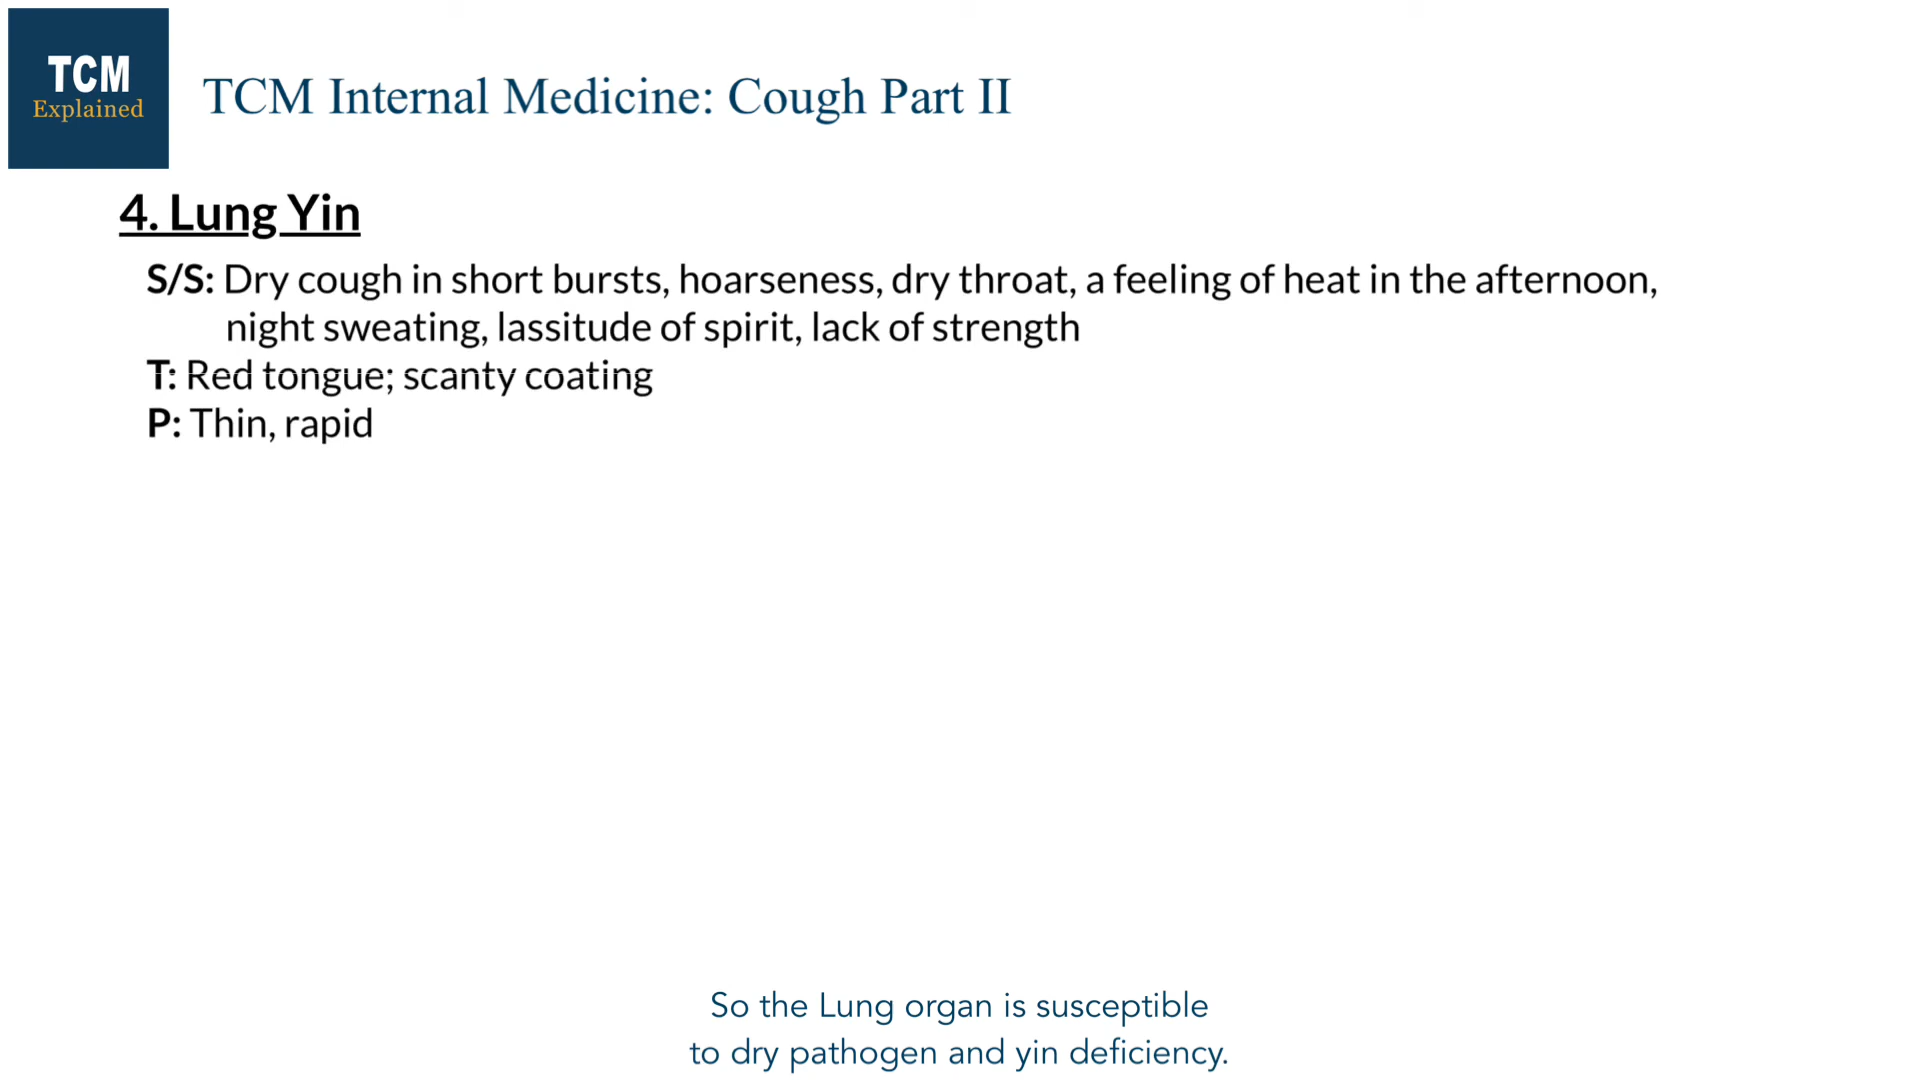 TCM
Explained
TCM Internal Medicine: Cough Part II
4. Lung Yin
S/S: Dry cough in short bursts, hoarseness, dry throat, a feeling of heat in the afternoon,
night sweating, lassitude of spirit, lack of strength
T: Red tongue; scanty coating
P: Thin, rapid
So the Lung organ is susceptible
to dry pathogen and yin deficiency.